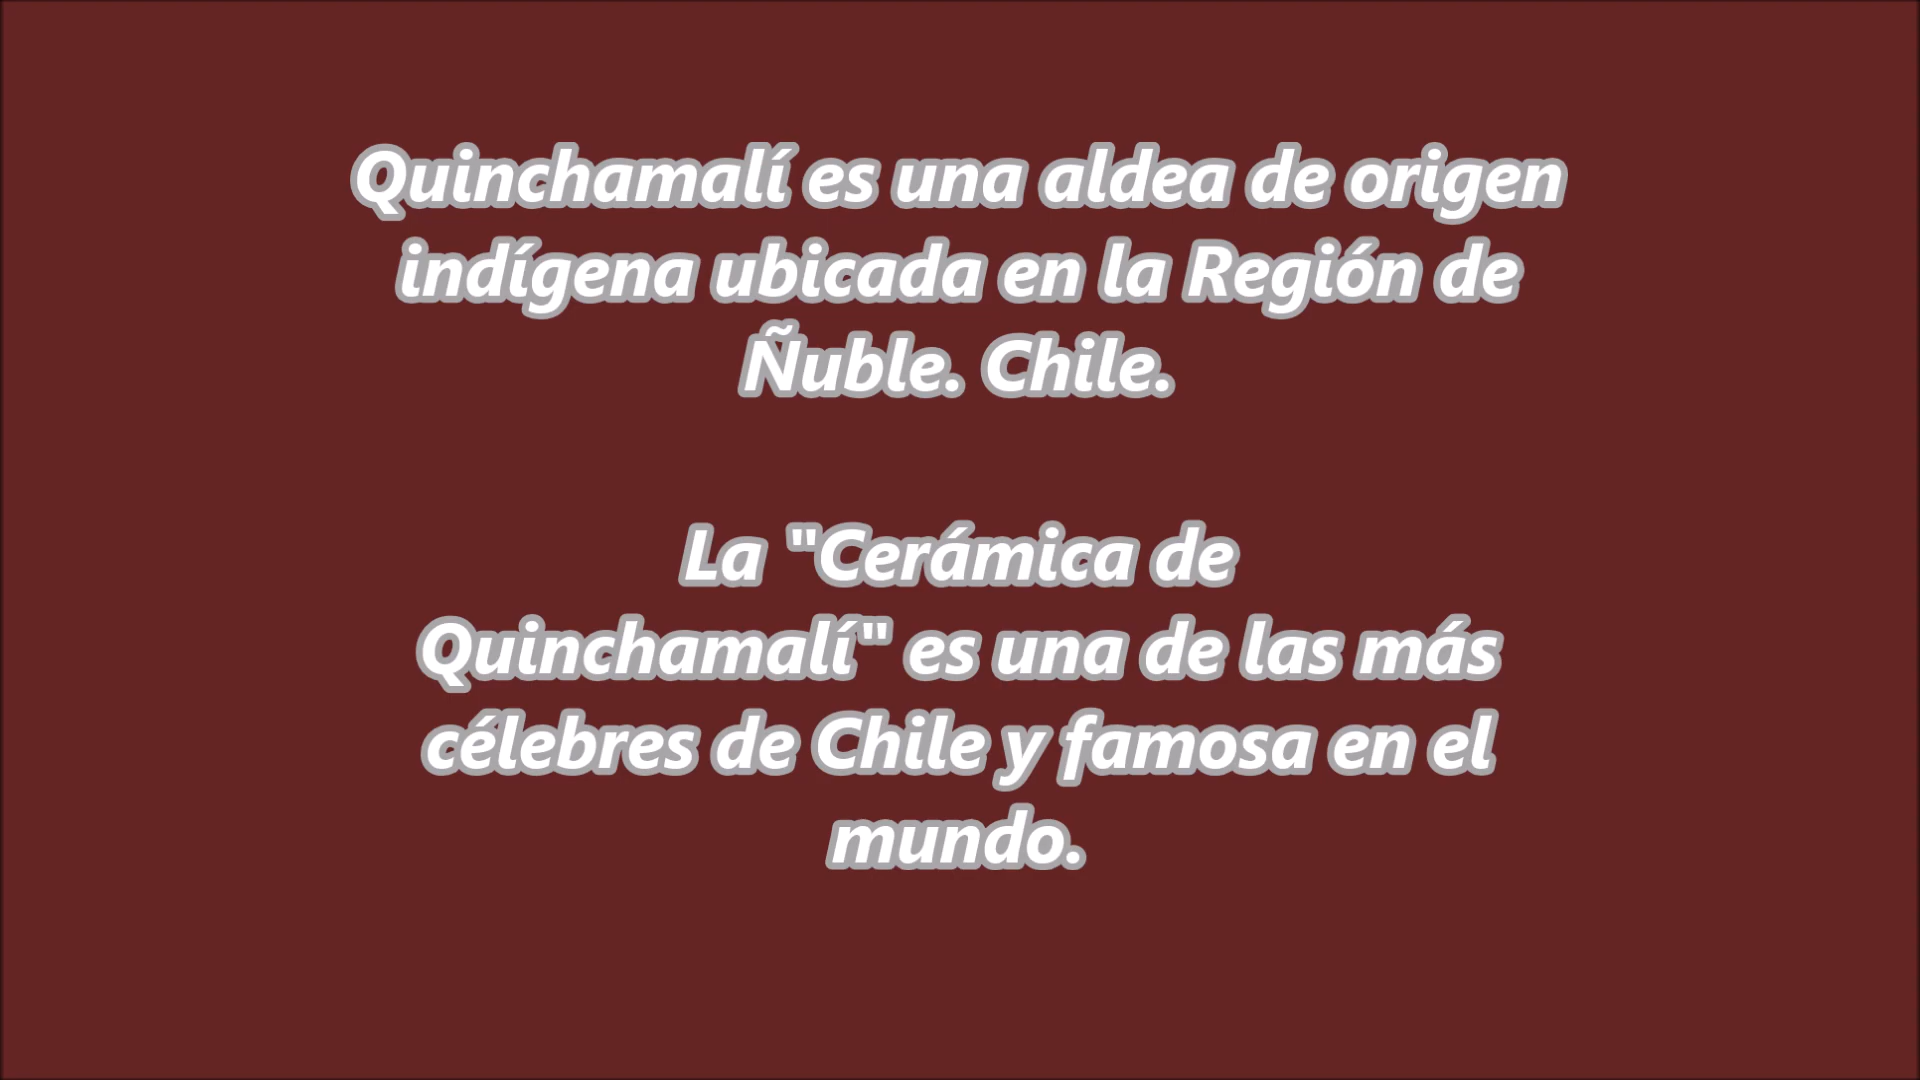 Quinchamalí es una aldea de origen
indígena ubicada en la Región de
Ñuble. Chile.
La "Cerámica de
Quinchamalí" es una de las más
célebres de Chile y famosa en el
mundo.